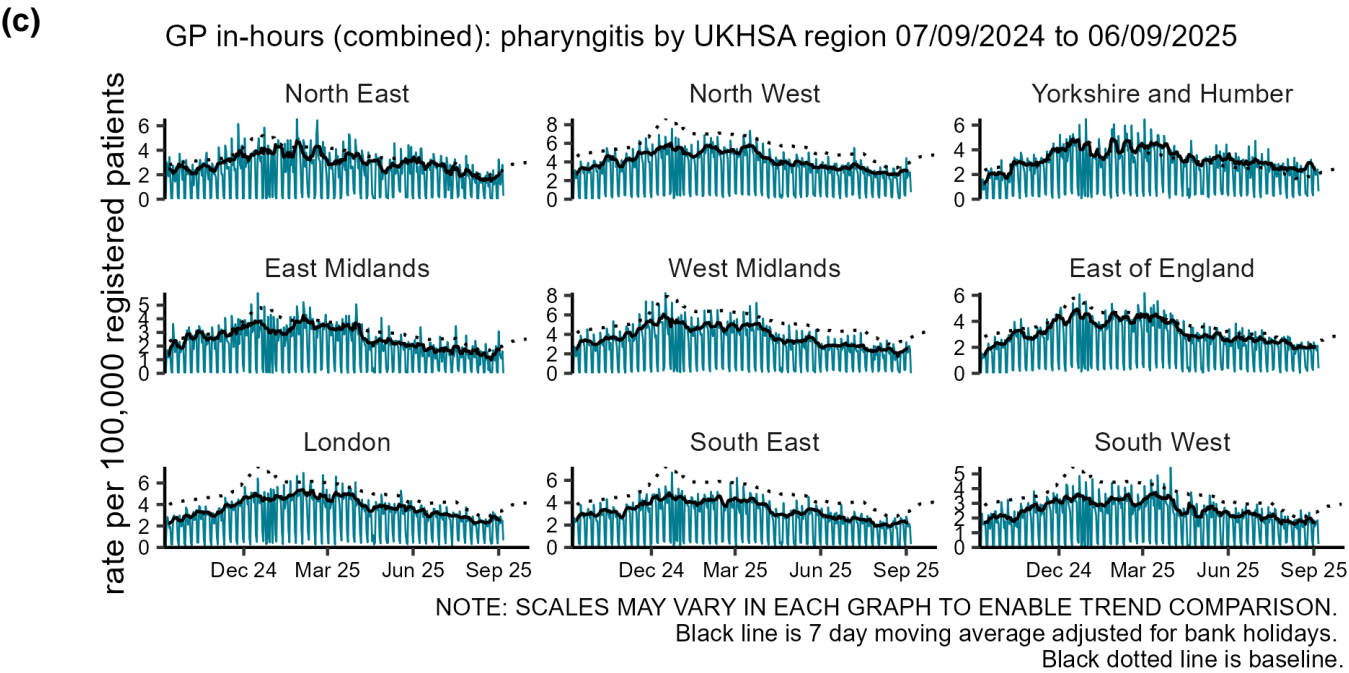 (c)
GP in-hours (combined): pharyngitis by UKHSA region 07/09/2024 to 06/09/2025
rate per 100,000 registered patients
North East
6
4
2
0
North West
8
6
4
2
0
Yorkshire and Humber
6
4
2
0
East Midlands
5
4
3
2
1
0
West Midlands
8
6
4
2
0
East of England
6
4
2
0
London
6
4
2
0
South East
6
4
2
0
South West
5
4
3
2
1
0
Dec 24 Mar 25 Jun 25 Sep 25
Dec 24 Mar 25 Jun 25 Sep 25
Dec 24 Mar 25 Jun 25 Sep 25
NOTE: SCALES MAY VARY IN EACH GRAPH TO ENABLE TREND COMPARISON.
Black line is 7 day moving average adjusted for bank holidays.
Black dotted line is baseline.